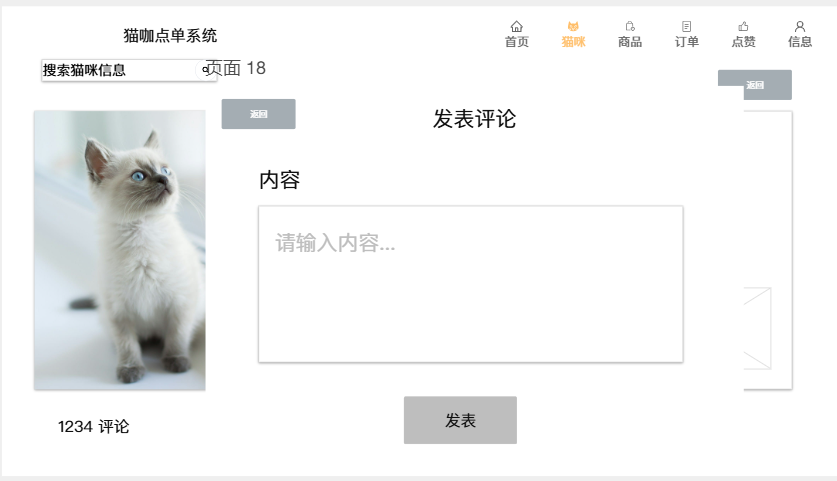 猫咖点单系统
首页
猫咪
商品
订单
点赞
信息
搜索猫咪信息
页面 18
返回
返回
发表评论
内容
请输入内容...
发表
1234 评论